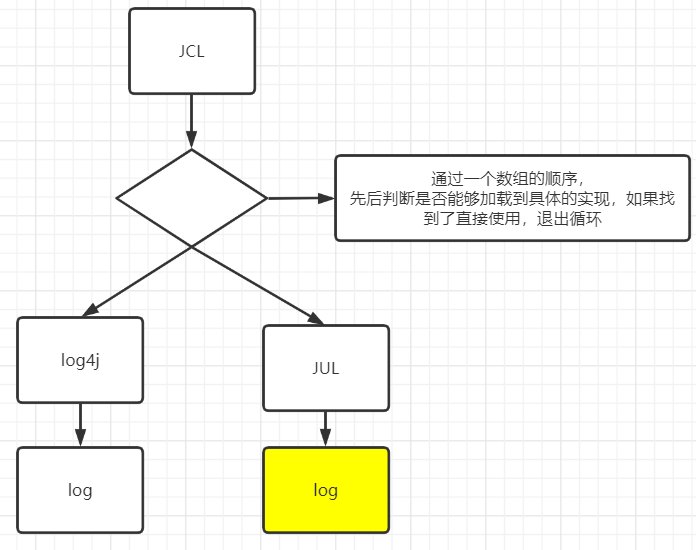 JCL
通过一个数组的顺序，
先后判断是否能够加载到具体的实现，如果找
到了直接使用，退出循环
log4j
JUL
log
log